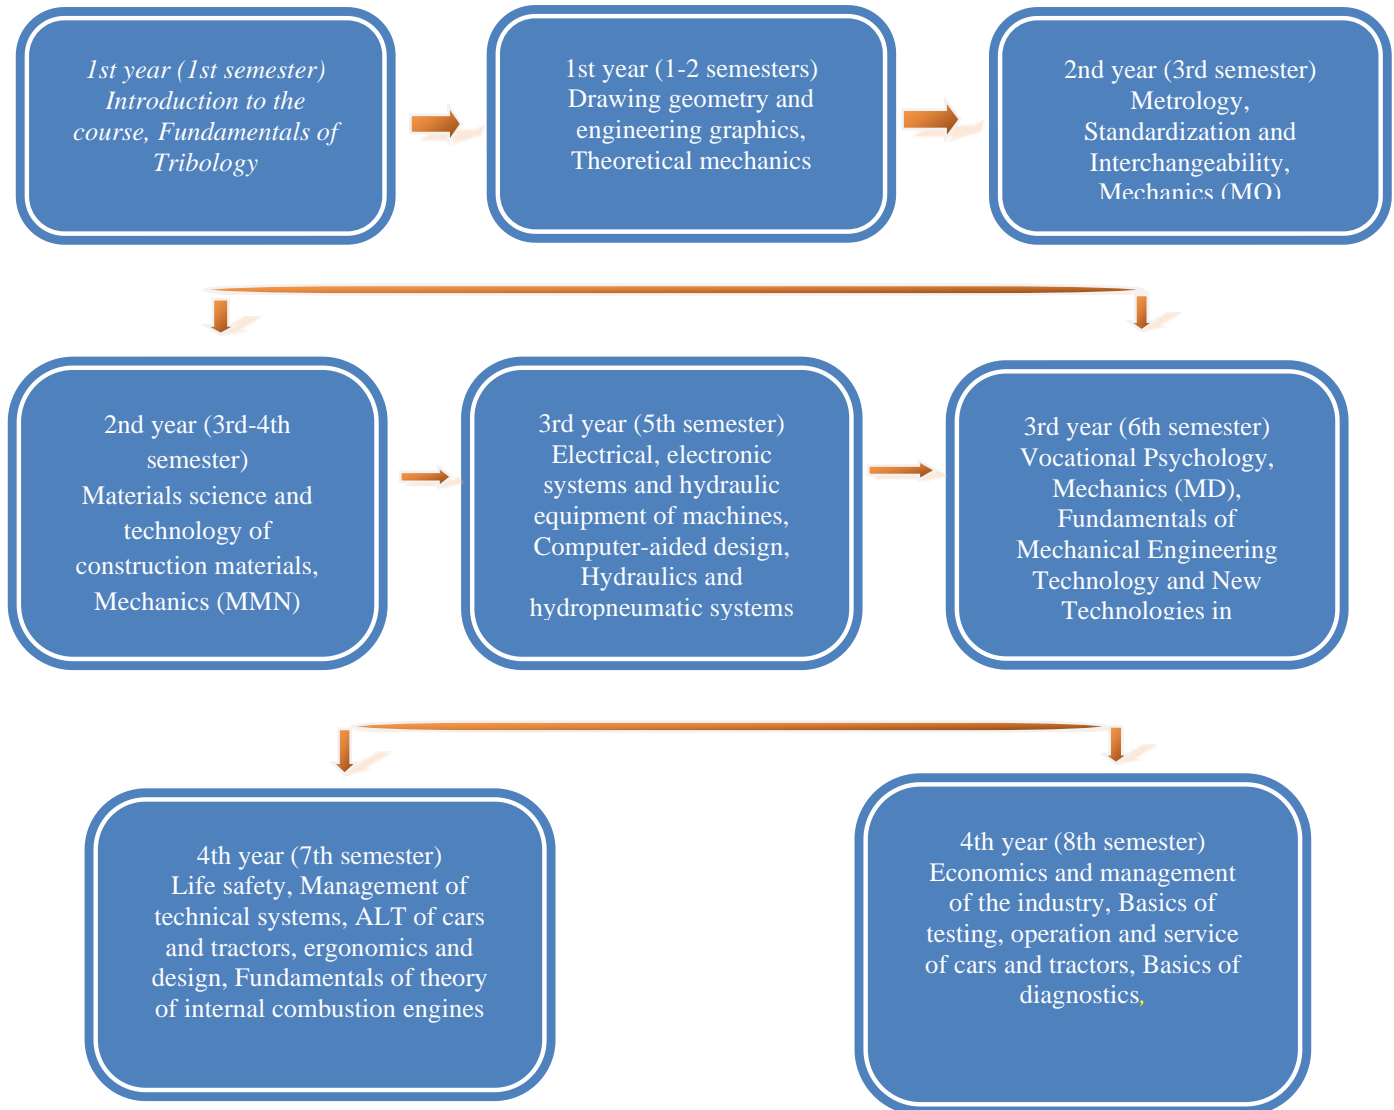 1st year (1st semester)
Introduction to the
course, Fundamentals of
Tribology
1st year (1-2 semesters)
Drawing geometry and
engineering graphics,
Theoretical mechanics
2nd year (3rd semester)
Metrology,
Standardization and
Interchangeability,
Mechanics (MO)
2nd year (3rd-4th
semester)
Materials science and
technology of
construction materials,
Mechanics (MMN)
3rd year (5th semester)
Electrical, electronic
systems and hydraulic
equipment of machines,
Computer-aided design,
Hydraulics and
hydropneumatic systems
3rd year (6th semester)
Vocational Psychology,
Mechanics (MD),
Fundamentals of
Mechanical Engineering
Technology and New
Technologies in
4th year (7th semester)
Life safety, Management of
technical systems, ALT of cars
and tractors, ergonomics and
design, Fundamentals of theory
of internal combustion engines
4th year (8th semester)
Economics and management
of the industry, Basics of
testing, operation and service
of cars and tractors, Basics of
diagnostics,